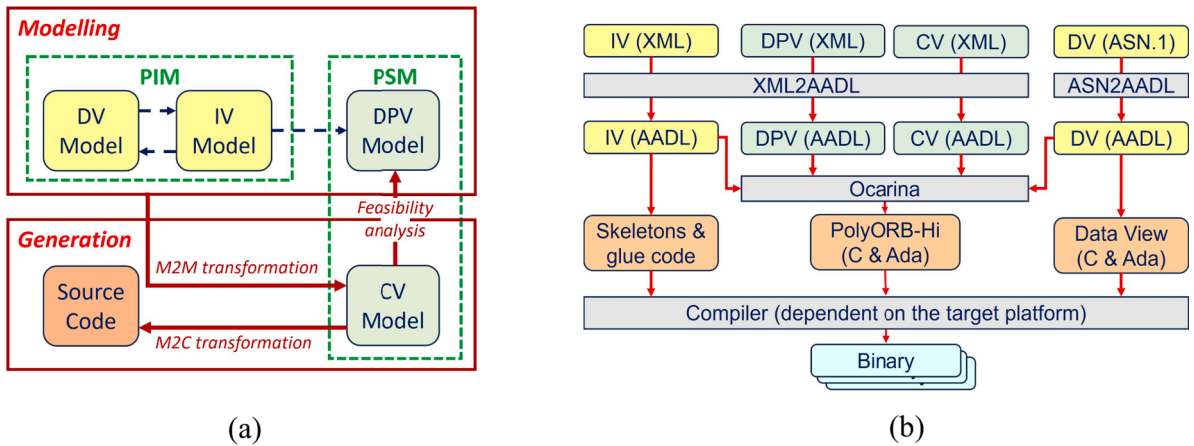 Modelling
PIM
PSM
DV
Model
IV
Model
DPV
Model
Feasibility
analysis
Generation
M2M transformation
Source
Code
CV
Model
M2C transformation
(a)
IV (XML)
DPV (XML)
CV (XML)
DV (ASN.1)
XML2AADL
ASN2AADL
IV (AADL)
DPV (AADL)
CV (AADL)
DV (AADL)
Ocarina
Skeletons &
glue code
PolyORB-Hi
(C & Ada)
Data View
(C & Ada)
Compiler (dependent on the target platform)
Binary
(b)